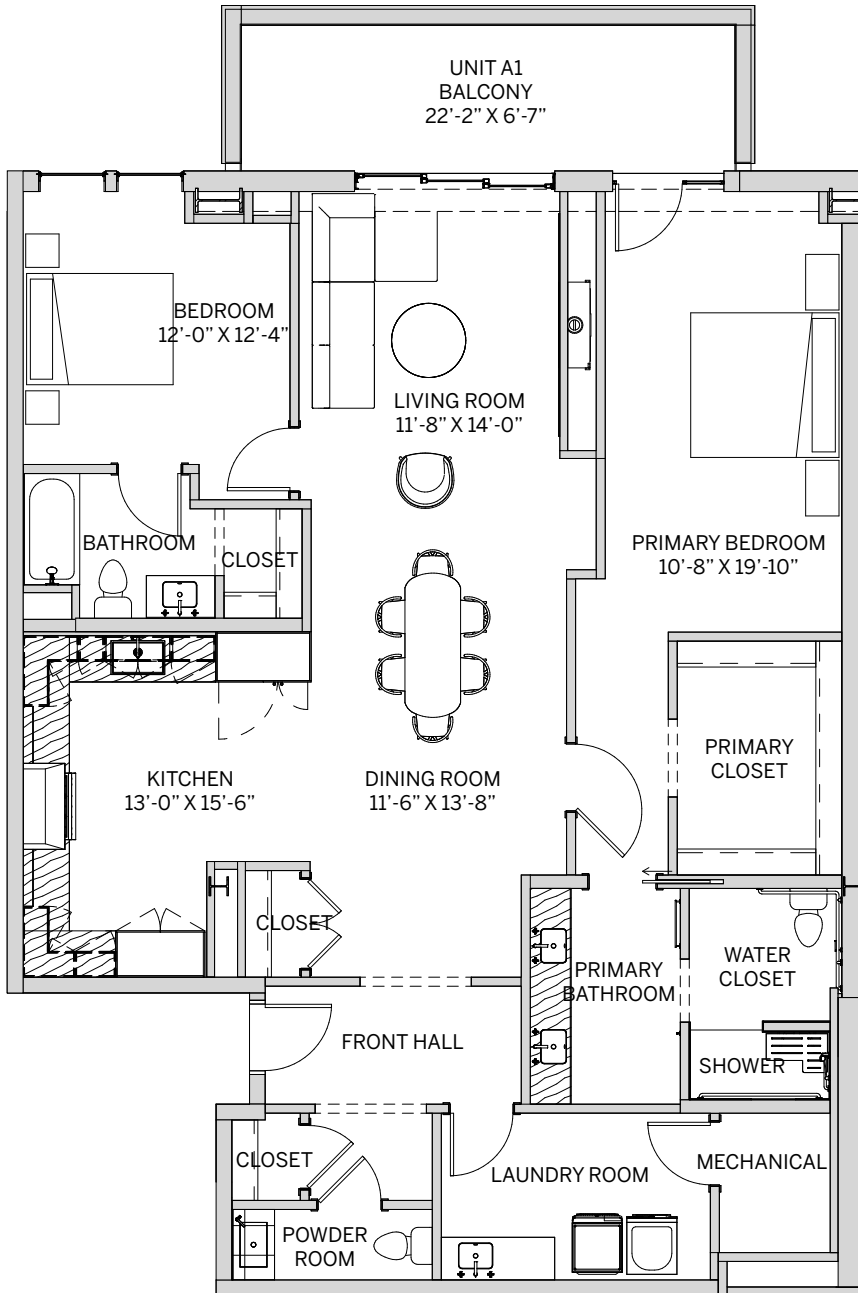 UNIT A1
BALCONY
22’-2” X 6’-7”
BEDROOM
12’-0” X 12’-4”
LIVING ROOM
11’-8” X 14’-0”
BATHROOM
CLOSET
PRIMARY BEDROOM
10’-8” X 19’-10”
KITCHEN
13’-0” X 15’-6”
DINING ROOM
11’-6” X 13’-8”
PRIMARY
CLOSET
CLOSET
PRIMARY
BATHROOM
WATER
CLOSET
FRONT HALL
SHOWER
CLOSET
LAUNDRY ROOM
MECHANICAL
POWDER
ROOM